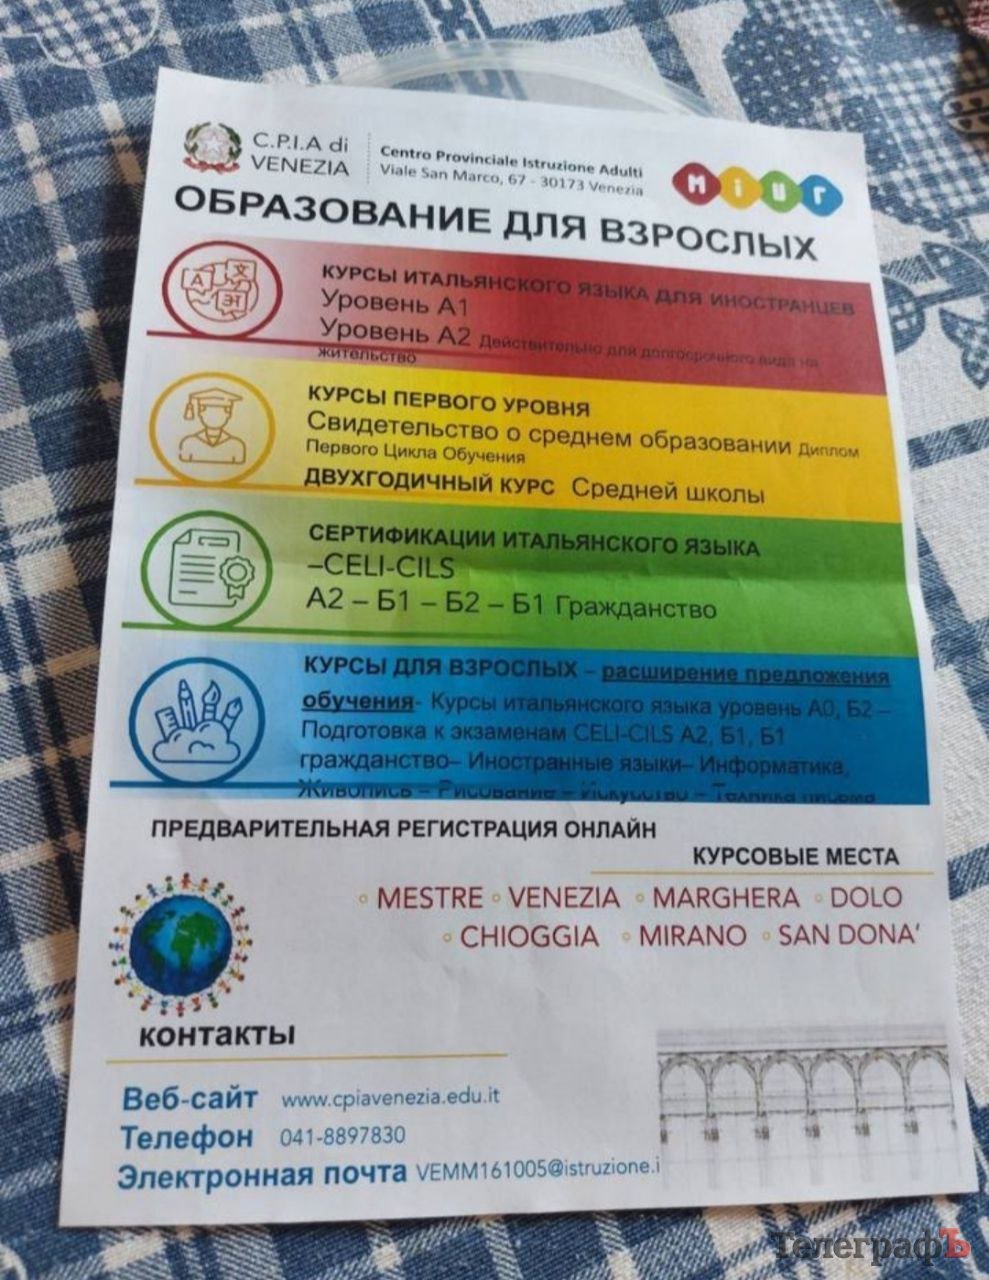 C.P.I.A di
VENEZIA
Centro Provinciale Istruzione Adulti
Viale San Marco, 67 - 30173 Venezia
MIUR
ОБРАЗОВАНИЕ ДЛЯ ВЗРОСЛЫХ
КУРСЫ ИТАЛЬЯНСКОГО ЯЗЫКА ДЛЯ ИНОСТРАНЦЕВ
Уровень А1
Уровень А2 Действительно для долгосрочного вида на
жительство
КУРСЫ ПЕРВОГО УРОВНЯ
Свидетельство о среднем образовании Диплом
Первого Цикла Обучения
ДВУХГОДИЧНЫЙ КУРС Средней школы
СЕРТИФИКАЦИИ ИТАЛЬЯНСКОГО ЯЗЫКА
–CELI-CILS
А2 – Б1 – Б2 – Б1 Гражданство
КУРСЫ ДЛЯ ВЗРОСЛЫХ – расширение предложения
обучения- Курсы итальянского языка уровень А0, Б2 –
Подготовка к экзаменам CELI-CILS А2, Б1, Б1
гражданство– Иностранные языки– Информатика,
Живопись – Рисование – Искусство – Техника письма
ПРЕДВАРИТЕЛЬНАЯ РЕГИСТРАЦИЯ ОНЛАЙН
КУРСОВЫЕ МЕСТА
◦ MESTRE ◦ VENEZIA ◦ MARGHERA ◦ DOLO
◦ CHIOGGIA ◦ MIRANO ◦ SAN DONA'
КОНТАКТЫ
Веб-сайт www.cpiavenezia.edu.it
Телефон 041-8897830
Электронная почта VEMM161005@istruzione.i
ТелеграфЪ